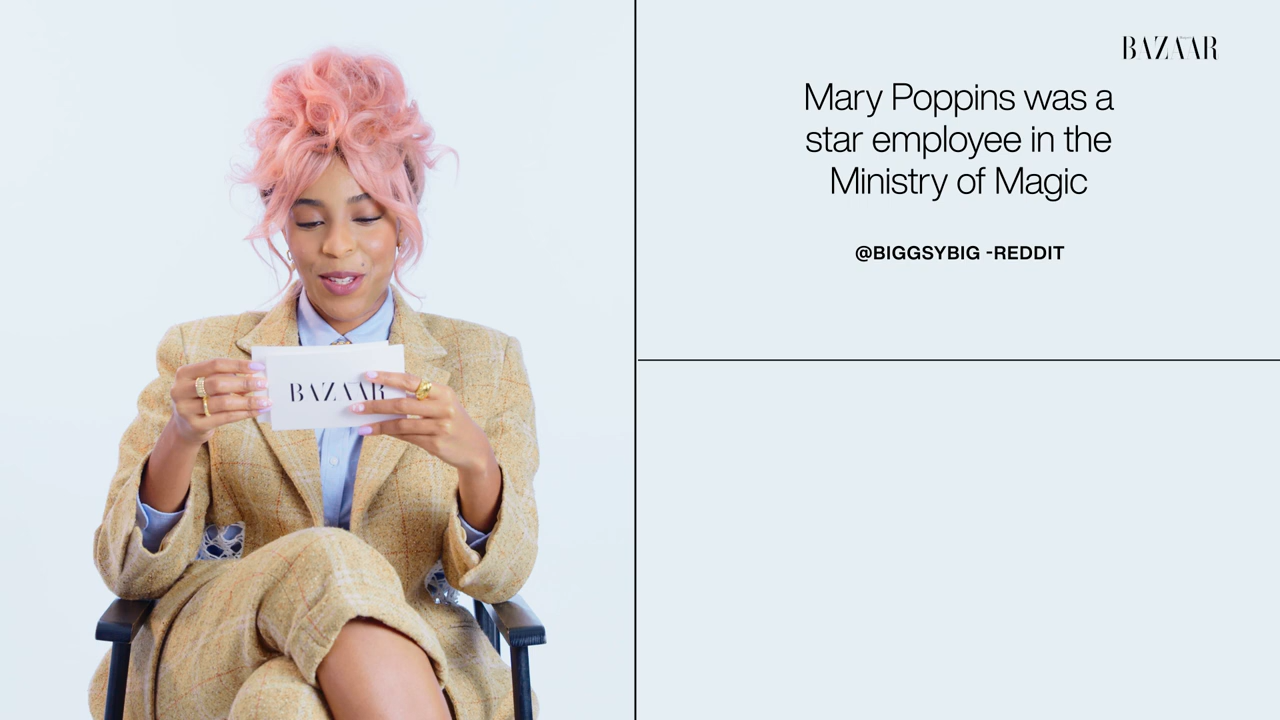 BAZAAR
Mary Poppins was a
star employee in the
Ministry of Magic
@BIGGSYBIG -REDDIT
BAZAAR